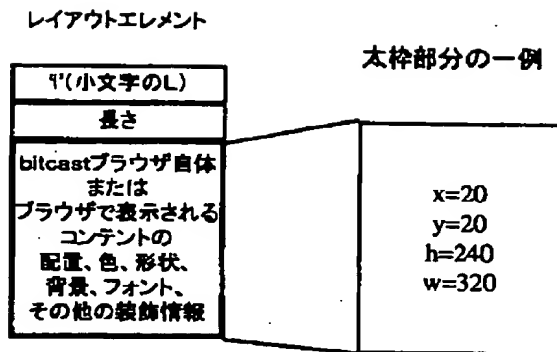 レイアウトエレメント
'l'(小文字のL)
長さ
bitcastブラウザ自体
または
ブラウザで表示される
コンテントの
配置、色、形状、
背景、フォント、
その他の装飾情報
太枠部分の一例
x=20
y=20
h=240
w=320